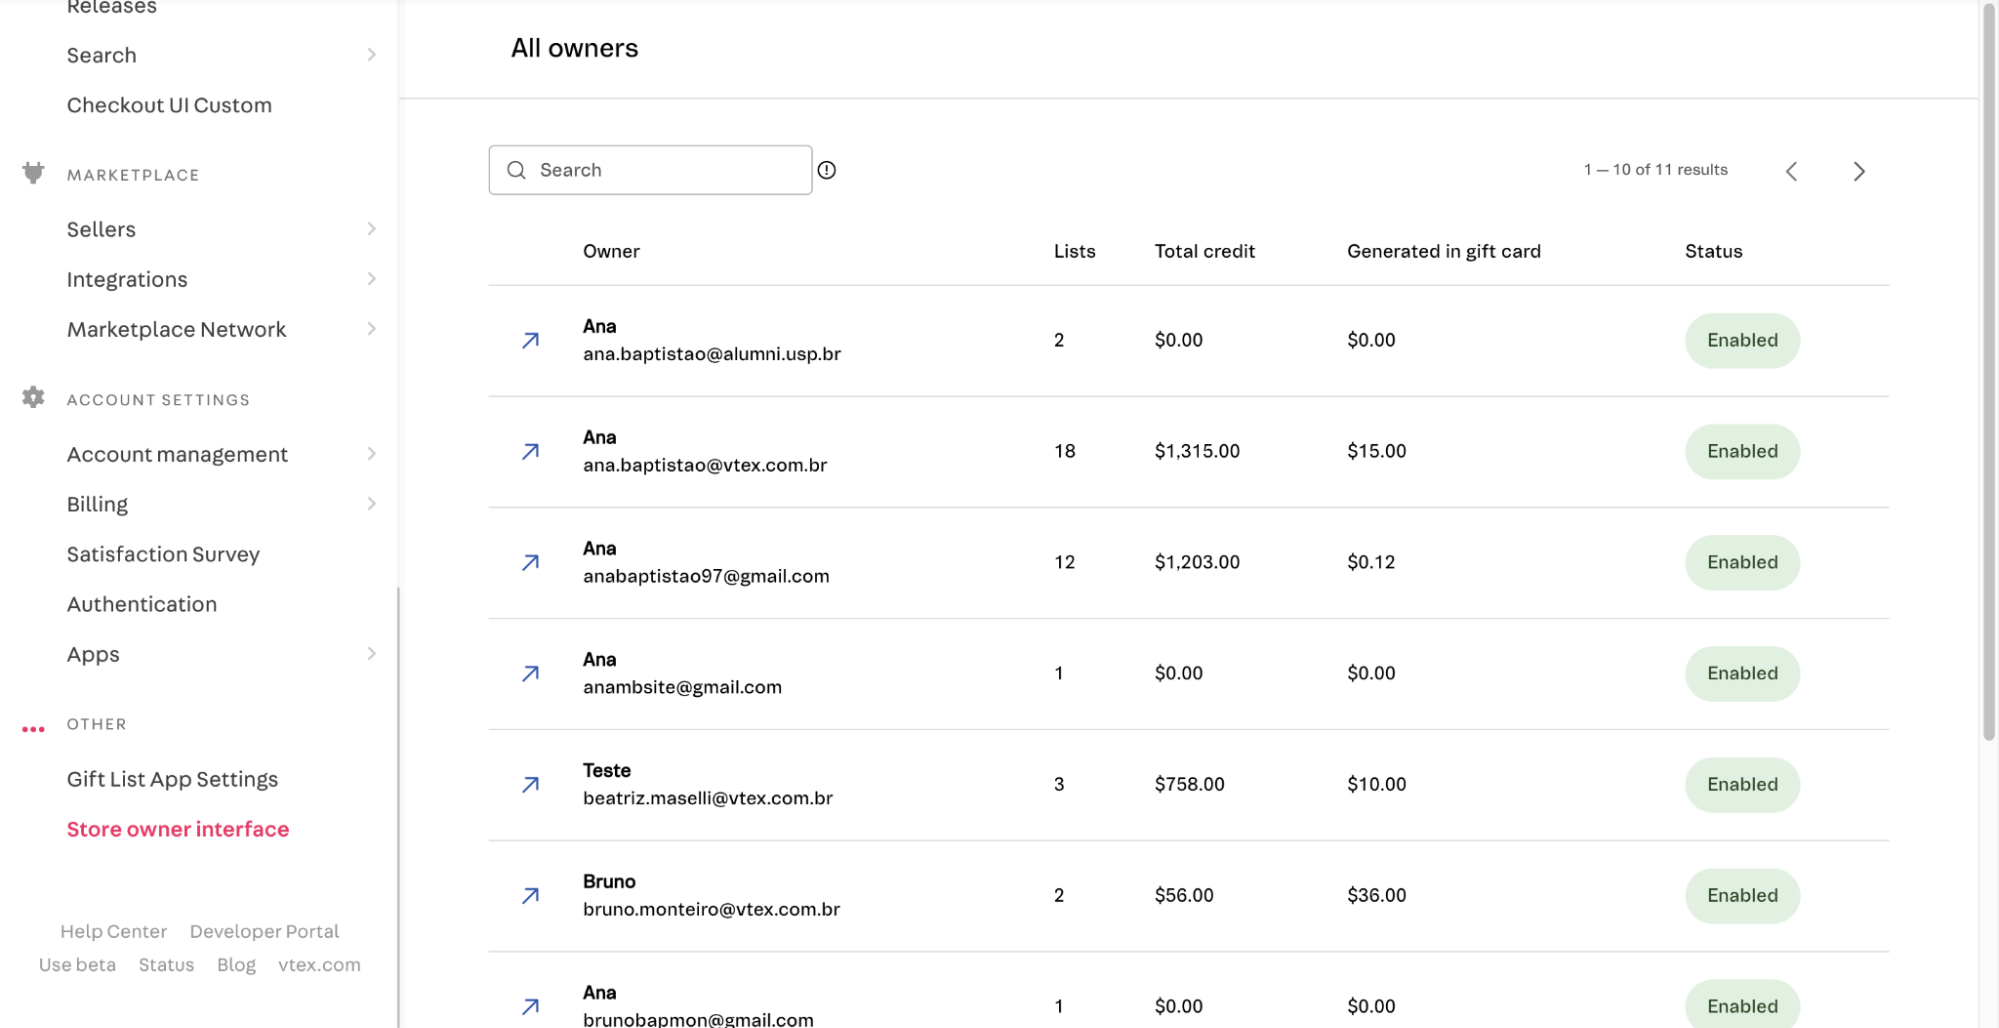 Releases
Search
Checkout UI Custom
MARKETPLACE
Sellers
Integrations
Marketplace Network
ACCOUNT SETTINGS
Account management
Billing
Satisfaction Survey
Authentication
Apps
OTHER
Gift List App Settings
Store owner interface
Help Center Developer Portal
Use beta Status Blog vtex.com
All owners
Search
1 — 10 of 11 results
Owner Lists Total credit Generated in gift card Status
Ana
ana.baptistao@alumni.usp.br 2 $0.00 $0.00 Enabled
Ana
ana.baptistao@vtex.com.br 18 $1,315.00 $15.00 Enabled
Ana
anabaptistao97@gmail.com 12 $1,203.00 $0.12 Enabled
Ana
anambsite@gmail.com 1 $0.00 $0.00 Enabled
Teste
beatriz.maselli@vtex.com.br 3 $758.00 $10.00 Enabled
Bruno
bruno.monteiro@vtex.com.br 2 $56.00 $36.00 Enabled
Ana
brunobapmon@gmail.com 1 $0.00 $0.00 Enabled